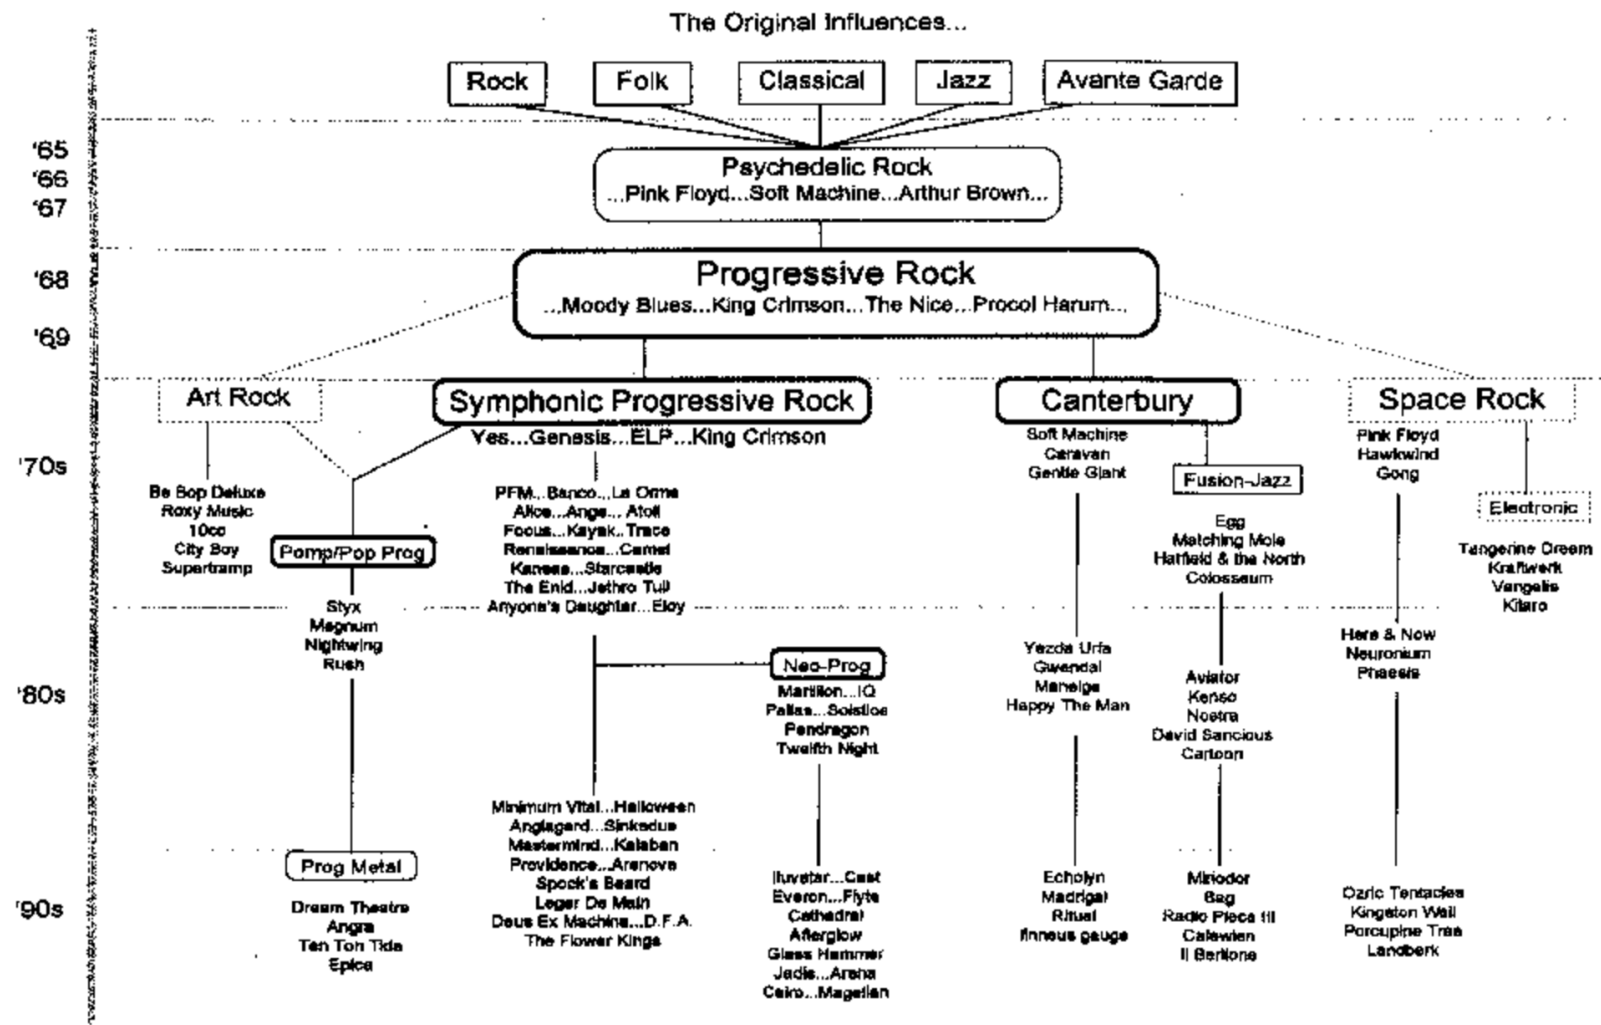 The Original Influences...
Rock
Folk
Classical
Jazz
Avante Garde
'65
'66
'67
Psychedelic Rock
...Pink Floyd...Soft Machine...Arthur Brown...
'68
'69
Progressive Rock
...Moody Blues...King Crimson...The Nice...Procol Harum...
Art Rock
Symphonic Progressive Rock
Canterbury
Space Rock
'70s
Be Bop Deluxe
Roxy Music
10cc
City Boy
Supertramp
Pomp/Pop Prog
Styx
Magnum
Nightwing
Rush
Yes...Genesis...ELP...King Crimson
PFM...Banco...La Orme
Alice...Ange...Atoll
Focus...Kayak..Trace
Renaissance...Camel
Kansas...Starcastle
The Enid...Jethro Tull
Anyone's Daughter...Eloy
Soft Machine
Caravan
Gentle Giant
Fusion-Jazz
Egg
Matching Mole
Hatfield & the North
Colosseum
Pink Floyd
Hawkwind
Gong
Electronic
Tangerine Dream
Kraftwerk
Vangelis
Kitaro
'80s
Neo-Prog
Marillion...IQ
Pallas...Solstice
Pendragon
Twelfth Night
Yezda Urfa
Gwendal
Maneige
Happy The Man
Aviator
Kenso
Nostra
David Sancious
Cartoon
Here & Now
Neuronium
Phaesis
Minimum Vital...Halloween
Anglagard...Sinkadus
Mastermind...Kalaban
Providence...Arenova
Spock's Beard
Leger De Main
Deus Ex Machina...D.F.A.
The Flower Kings
'90s
Prog Metal
Dream Theatre
Angra
Ten Ton Tide
Epica
Iluvatar...Cast
Everon...Flyte
Cathedral
Afterglow
Glass Hammer
Jadis...Arena
Cairo...Magellan
Echolyn
Madrigal
Ritual
finneus gauge
Miriodor
Bag
Radio Piece III
Calawien
Il Berlione
Ozric Tentacles
Kingston Wall
Porcupine Tree
Landberk